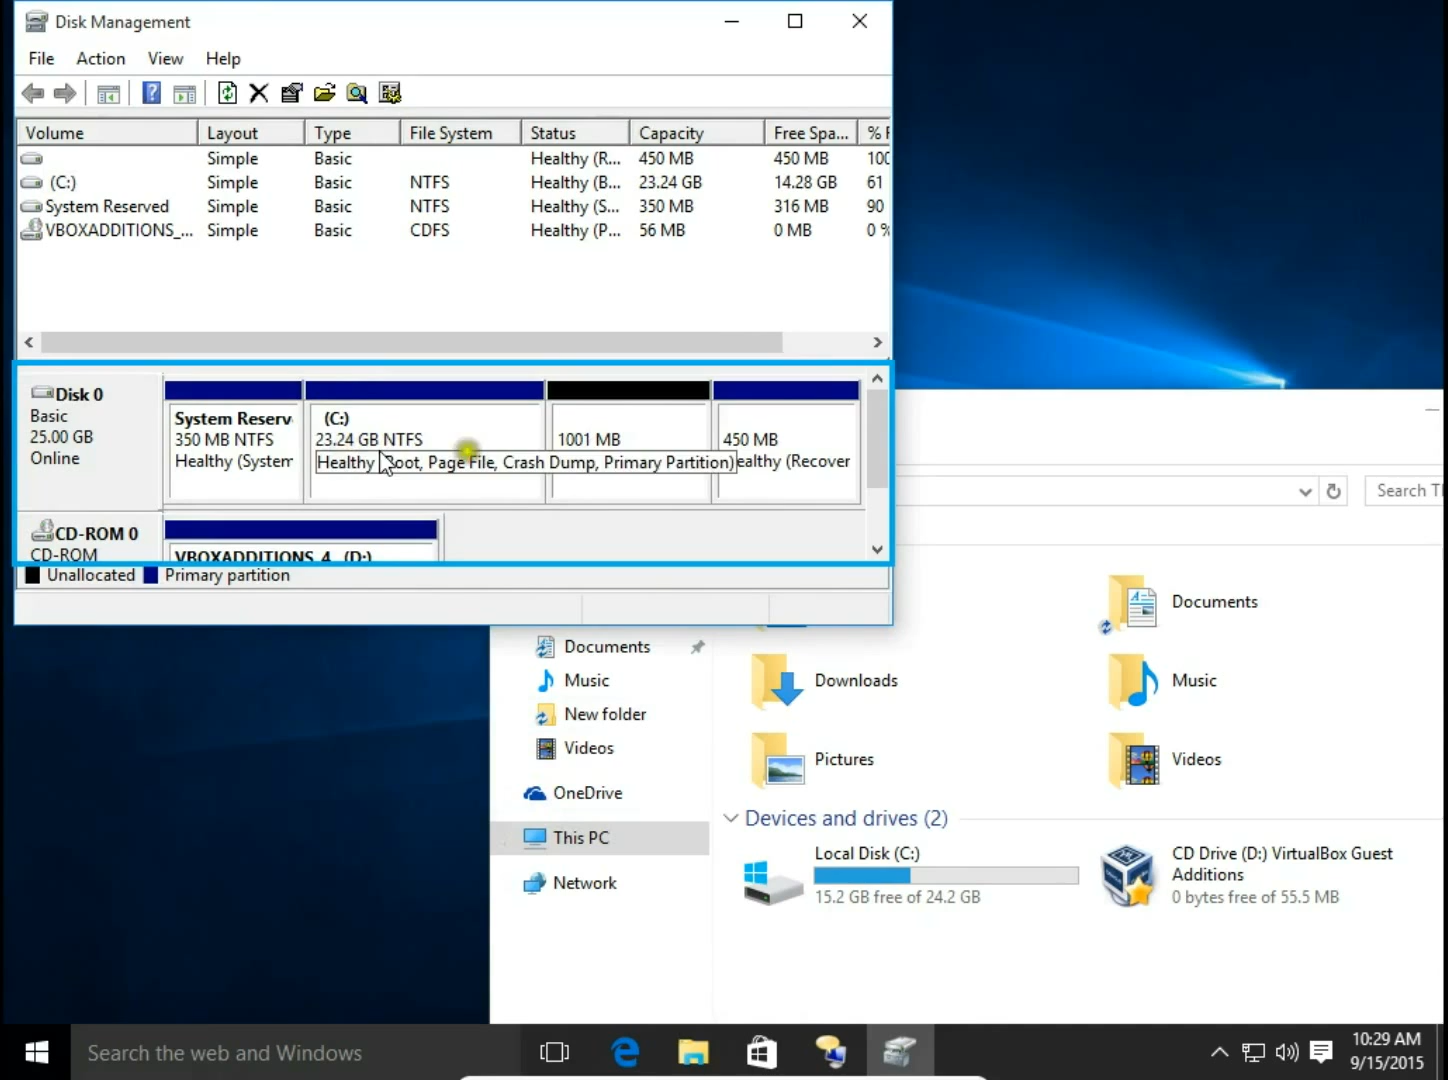 Disk Management
File Action View Help
Volume Layout Type File System Status Capacity Free Spa... % F
Simple Basic Healthy (R... 450 MB 450 MB 100
(C:) Simple Basic NTFS Healthy (B... 23.24 GB 14.28 GB 61
System Reserved Simple Basic NTFS Healthy (S... 350 MB 316 MB 90
VBOXADDITIONS_... Simple Basic CDFS Healthy (P... 56 MB 0 MB 0 %
Disk 0
Basic
25.00 GB
Online
System Reserv
350 MB NTFS
Healthy (System
(C:)
23.24 GB NTFS
Healthy (Boot, Page File, Crash Dump, Primary Partition)
1001 MB
450 MB
ealthy (Recover
CD-ROM 0
CD-ROM
VBOXADDITIONS_4 (D:)
Unallocated Primary partition
Search T
Documents
Music
New folder
Videos
OneDrive
This PC
Network
Documents
Downloads
Music
Pictures
Videos
Devices and drives (2)
Local Disk (C:)
15.2 GB free of 24.2 GB
CD Drive (D:) VirtualBox Guest
Additions
0 bytes free of 55.5 MB
Search the web and Windows
10:29 AM
9/15/2015